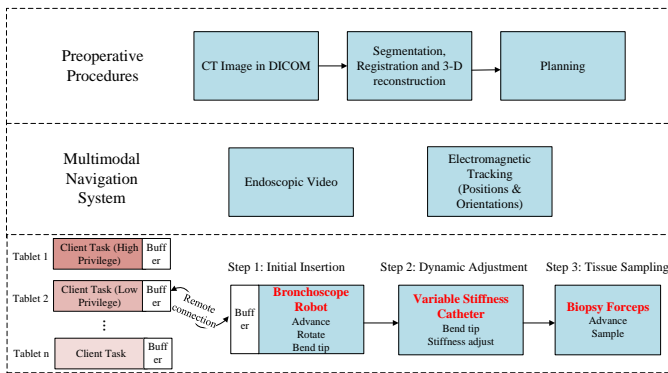 Preoperative
Procedures
CT Image in DICOM
Segmentation,
Registration and 3-D
reconstruction
Planning
Multimodal
Navigation
System
Endoscopic Video
Electromagnetic
Tracking
(Positions &
Orientations)
Tablet 1
Client Task (High
Privilege)
Buff
er
Tablet 2
Client Task (Low
Privilege)
Buff
er
⋮
Tablet n
Client Task
Buff
er
Remote
connection
Step 1: Initial Insertion
Buff
er
Bronchoscope
Robot
Advance
Rotate
Bend tip
Step 2: Dynamic Adjustment
Variable Stiffness
Catheter
Bend tip
Stiffness adjust
Step 3: Tissue Sampling
Biopsy Forceps
Advance
Sample